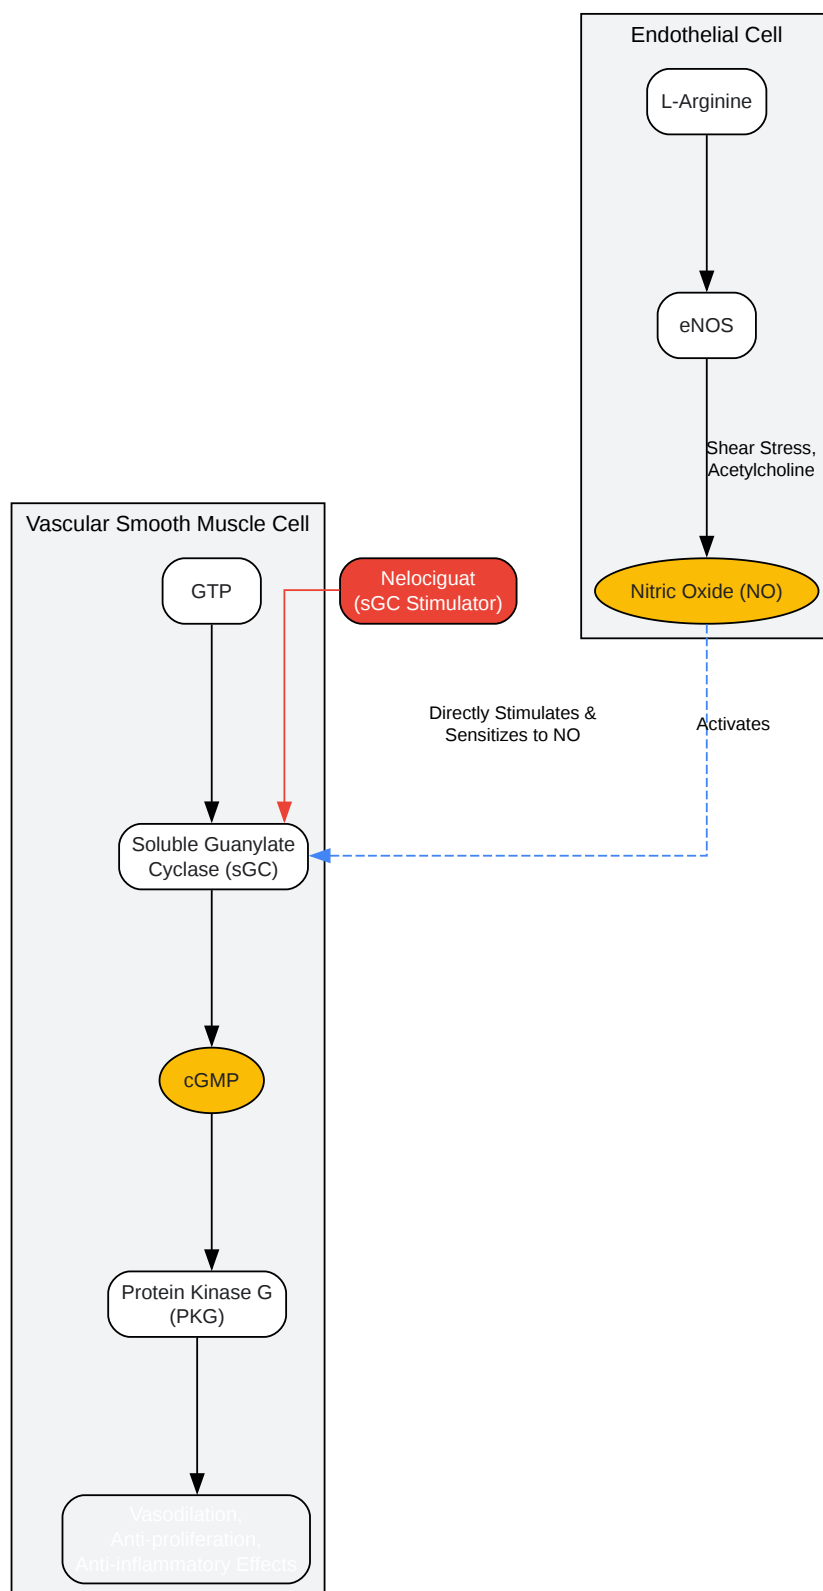 Endothelial Cell
L-Arginine
eNOS
Shear Stress,
Acetylcholine
Vascular Smooth Muscle Cell
GTP
Nelociguat
(sGC Stimulator)
Nitric Oxide (NO)
Directly Stimulates &
Sensitizes to NO
Activates
Soluble Guanylate
Cyclase (sGC)
cGMP
Protein Kinase G
(PKG)
Vasodilation,
Anti-proliferation,
Anti-inflammatory Effects